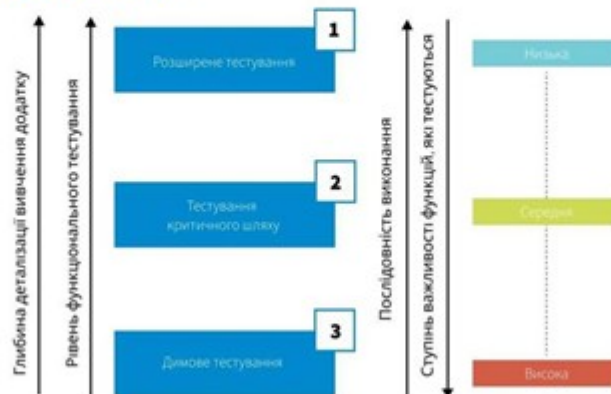 Глибина деталізації вивчення додатку
Рівень функціонального тестування
1
Розширене тестування
2
Тестування
критичного шляху
3
Димове тестування
Послідовність виконання
Ступінь важливості функцій, які тестуються
Низька
Середня
Висока